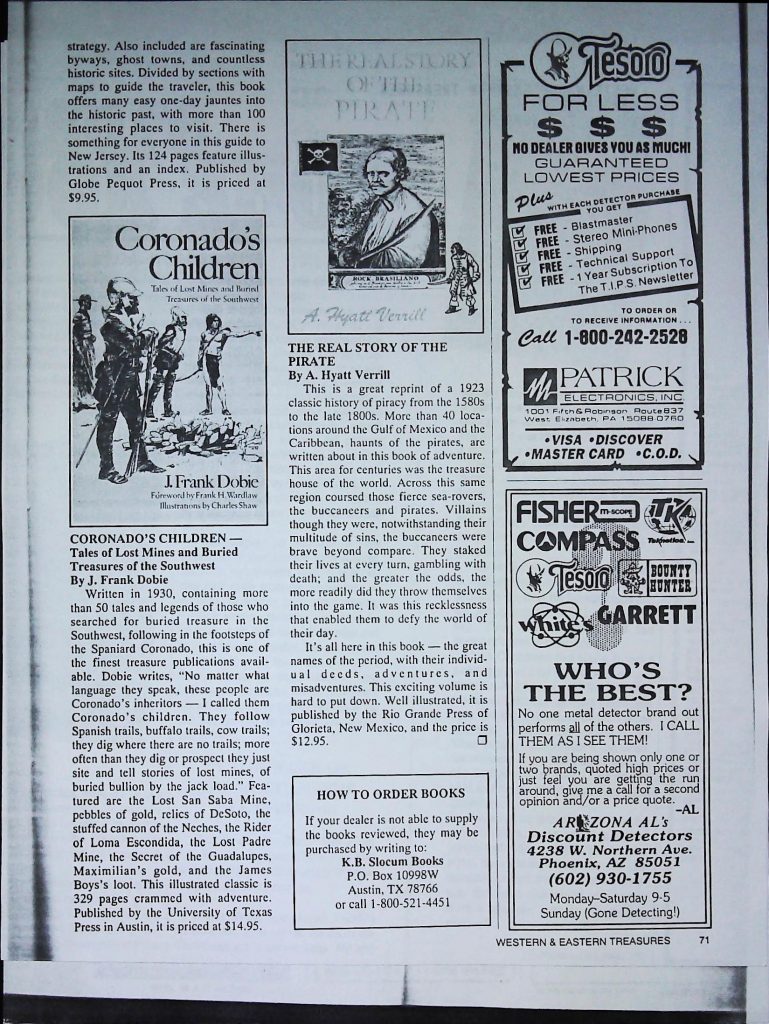 strategy. Also included are fascinating
byways, ghost towns, and countless
historic sites. Divided by sections with
maps to guide the traveler, this book
offers many easy one-day jauntes into
the historic past, with more than 100
interesting places to visit. There is
something for everyone in this guide to
New Jersey. Its 124 pages feature illus-
trations and an index. Published by
Globe Pequot Press, it is priced at
$9.95.
Coronado's
Children
Tales of Lost Mines and Buried
Treasures of the Southwest
J. Frank Dobie
Foreword by Frank H. Wardlaw
Illustrations by Charles Shaw
CORONADO'S CHILDREN —
Tales of Lost Mines and Buried
Treasures of the Southwest
By J. Frank Dobie
Written in 1930, containing more
than 50 tales and legends of those who
searched for buried treasure in the
Southwest, following in the footsteps of
the Spaniard Coronado, this is one of
the finest treasure publications avail-
able. Dobie writes, "No matter what
language they speak, these people are
Coronado's inheritors — I called them
Coronado's children. They follow
Spanish trails, buffalo trails, cow trails;
they dig where there are no trails; more
often than they dig or prospect they just
site and tell stories of lost mines, of
buried bullion by the jack load." Fea-
tured are the Lost San Saba Mine,
pebbles of gold, relics of DeSoto, the
stuffed cannon of the Neches, the Rider
of Loma Escondida, the Lost Padre
Mine, the Secret of the Guadalupes,
Maximilian's gold, and the James
Boys's loot. This illustrated classic is
329 pages crammed with adventure.
Published by the University of Texas
Press in Austin, it is priced at $14.95.
THE REAL STORY
OF THE
PIRATE
ROCK BRASILIANO
A. Hyatt Verrill
THE REAL STORY OF THE
PIRATE
By A. Hyatt Verrill
This is a great reprint of a 1923
classic history of piracy from the 1580s
to the late 1800s. More than 40 loca-
tions around the Gulf of Mexico and the
Caribbean, haunts of the pirates, are
written about in this book of adventure.
This area for centuries was the treasure
house of the world. Across this same
region coursed those fierce sea-rovers,
the buccaneers and pirates. Villains
though they were, notwithstanding their
multitude of sins, the buccaneers were
brave beyond compare. They staked
their lives at every turn, gambling with
death; and the greater the odds, the
more readily did they throw themselves
into the game. It was this recklessness
that enabled them to defy the world of
their day.
It's all here in this book — the great
names of the period, with their individ-
ual deeds, adventures, and
misadventures. This exciting volume is
hard to put down. Well illustrated, it is
published by the Rio Grande Press of
Glorieta, New Mexico, and the price is
$12.95.
HOW TO ORDER BOOKS
If your dealer is not able to supply
the books reviewed, they may be
purchased by writing to:
K.B. Slocum Books
P.O. Box 10998W
Austin, TX 78766
or call 1-800-521-4451
Tesoro
FOR LESS
$ $ $
NO DEALER GIVES YOU AS MUCH!
GUARANTEED
LOWEST PRICES
Plus WITH EACH DETECTOR PURCHASE
YOU GET
FREE - Blastmaster
FREE - Stereo Mini-Phones
FREE - Shipping
FREE - Technical Support
FREE - 1 Year Subscription To
The T.I.P.S. Newsletter
TO ORDER OR
TO RECEIVE INFORMATION...
Call 1-800-242-2528
PATRICK
ELECTRONICS, INC.
1001 Fifth & Robinson Route 837
West Elizabeth, PA 15088-0760
•VISA •DISCOVER
•MASTER CARD •C.O.D.
FISHER M-SCOPE
TK
Teknetics
COMPASS
Tesoro
BOUNTY
HUNTER
White's
GARRETT
WHO'S
THE BEST?
No one metal detector brand out
performs all of the others. I CALL
THEM AS I SEE THEM!
If you are being shown only one or
two brands, quoted high prices or
just feel you are getting the run
around, give me a call for a second
opinion and/or a price quote.
–AL
ARIZONA AL's
Discount Detectors
4238 W. Northern Ave.
Phoenix, AZ 85051
(602) 930-1755
Monday–Saturday 9-5
Sunday (Gone Detecting!)
WESTERN & EASTERN TREASURES 71